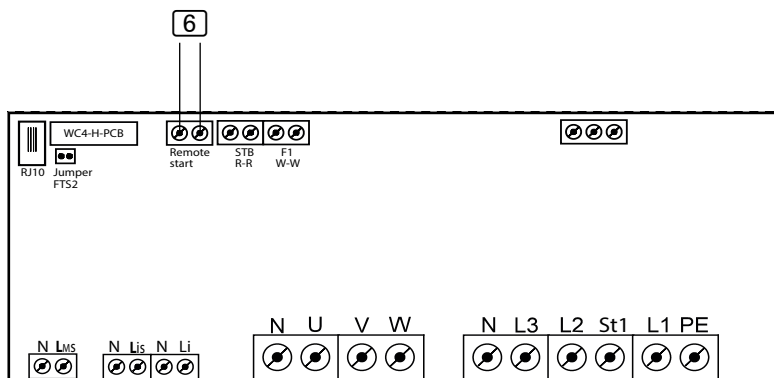 6
WC4-H-PCB
RJ10
Jumper
FTS2
Remote
start
STB
R-R
F1
W-W
N LMS
N Lis N Li
N U V W
N L3 L2 St1 L1 PE